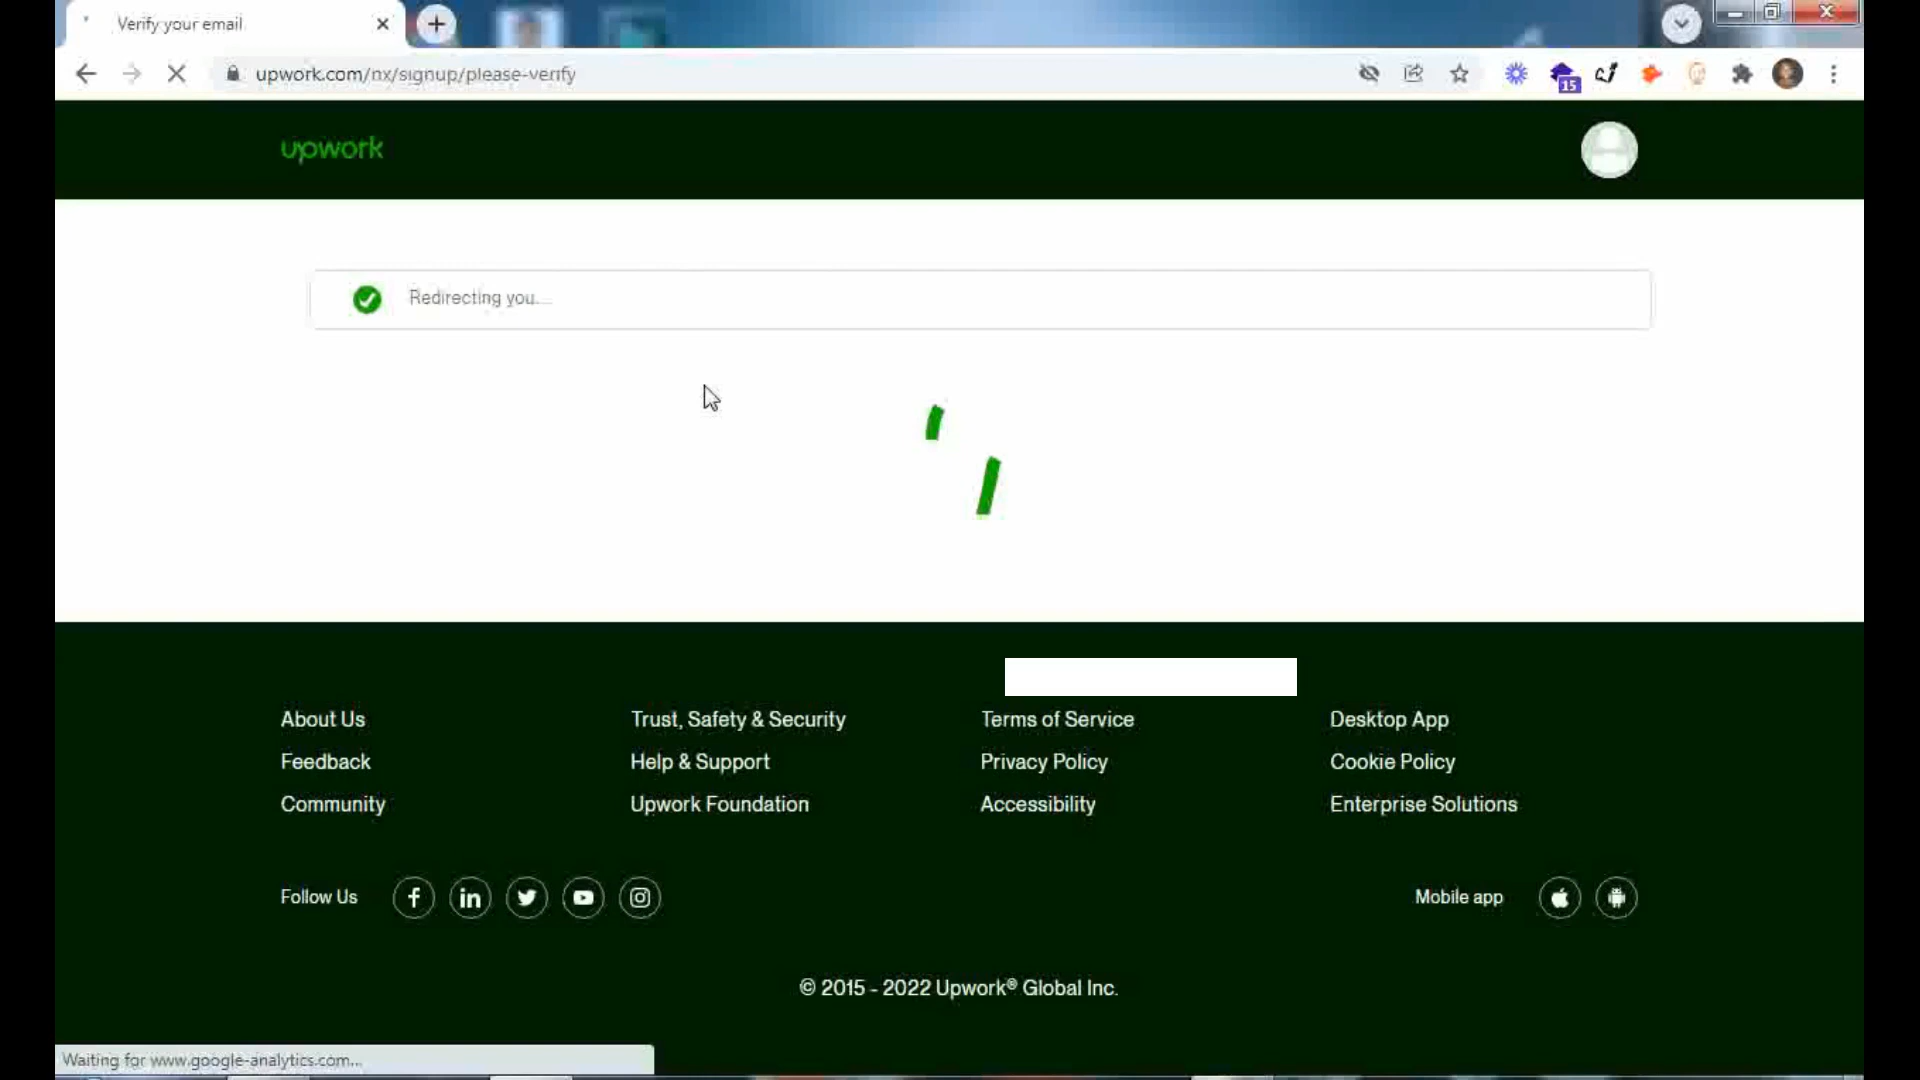 Verify your email
upwork.com/nx/signup/please-verify
15
upwork
Redirecting you....
About Us
Trust, Safety & Security
Terms of Service
Desktop App
Feedback
Help & Support
Privacy Policy
Cookie Policy
Community
Upwork Foundation
Accessibility
Enterprise Solutions
Follow Us
Mobile app
© 2015 - 2022 Upwork® Global Inc.
Waiting for www.google-analytics.com...